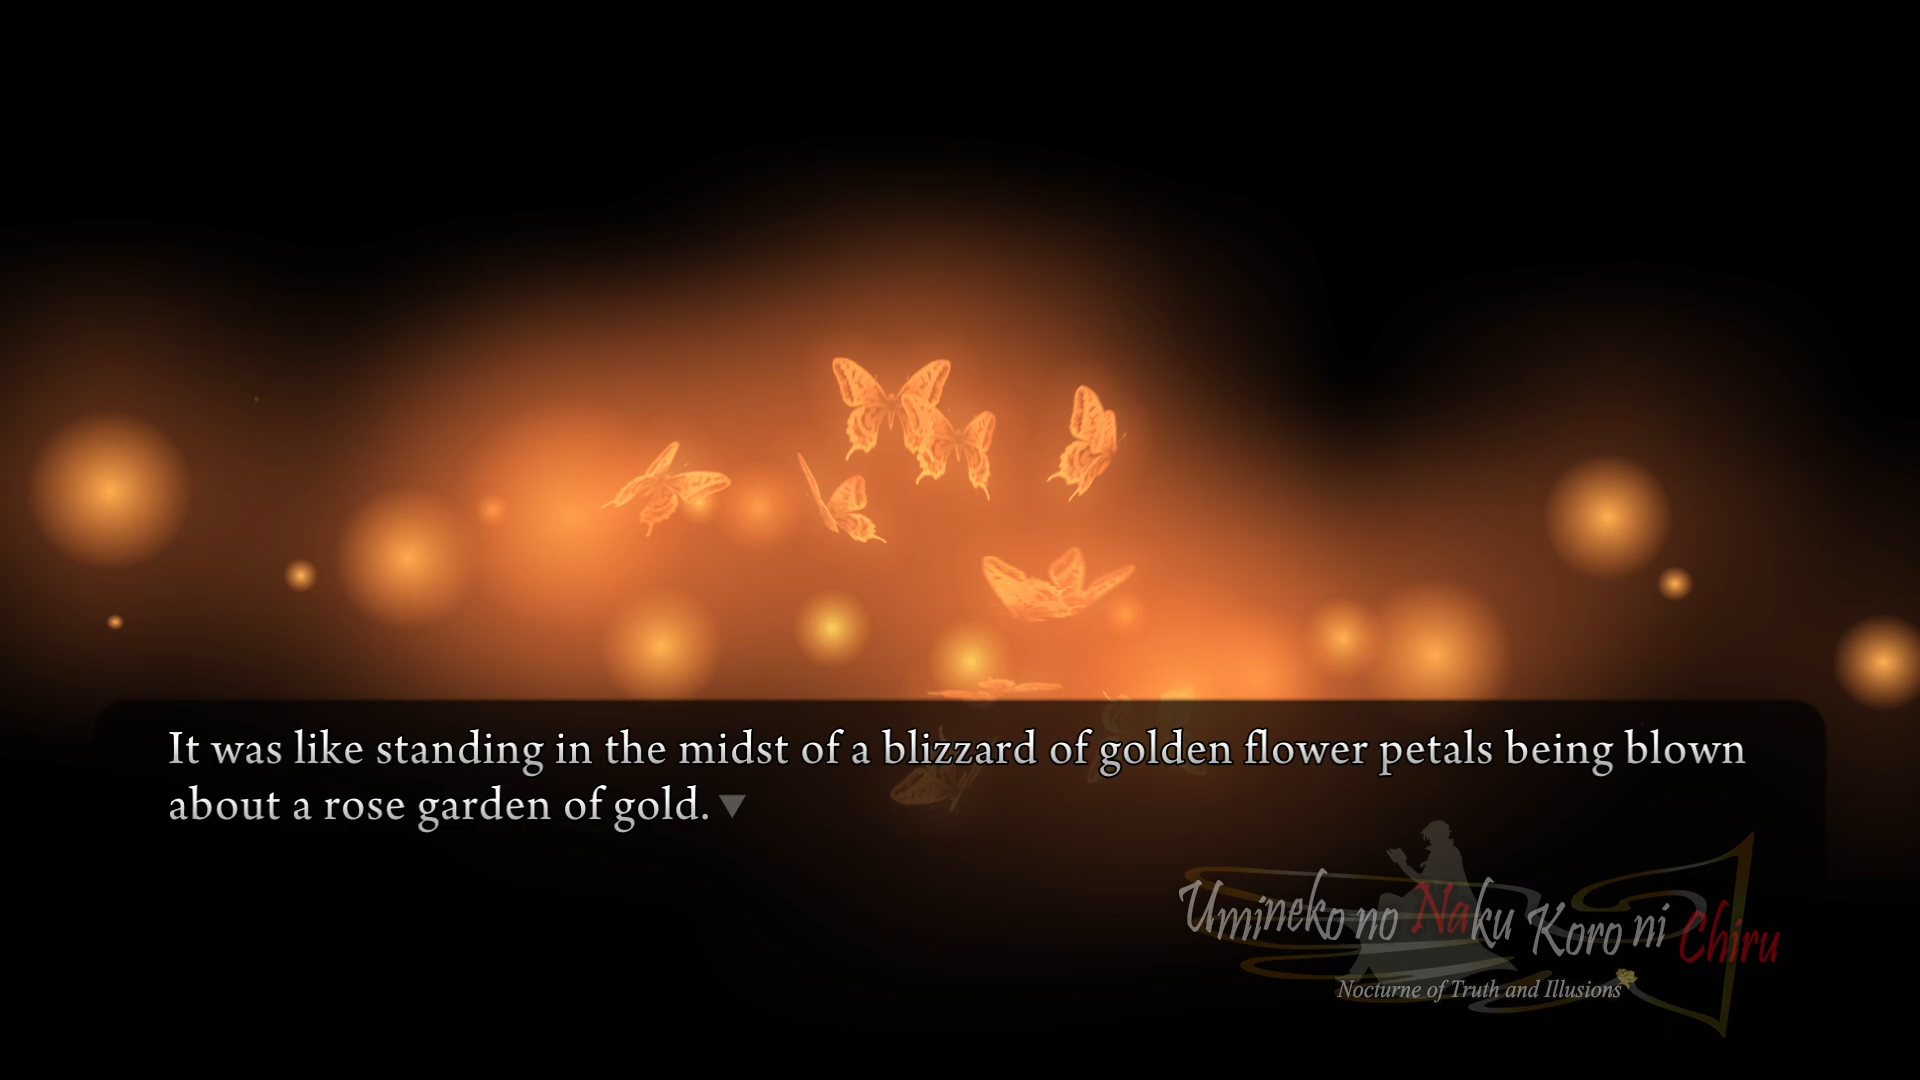 It was like standing in the midst of a blizzard of golden flower petals being blown
about a rose garden of gold.
Umineko no Naku Koro ni Chiru
Nocturne of Truth and Illusions